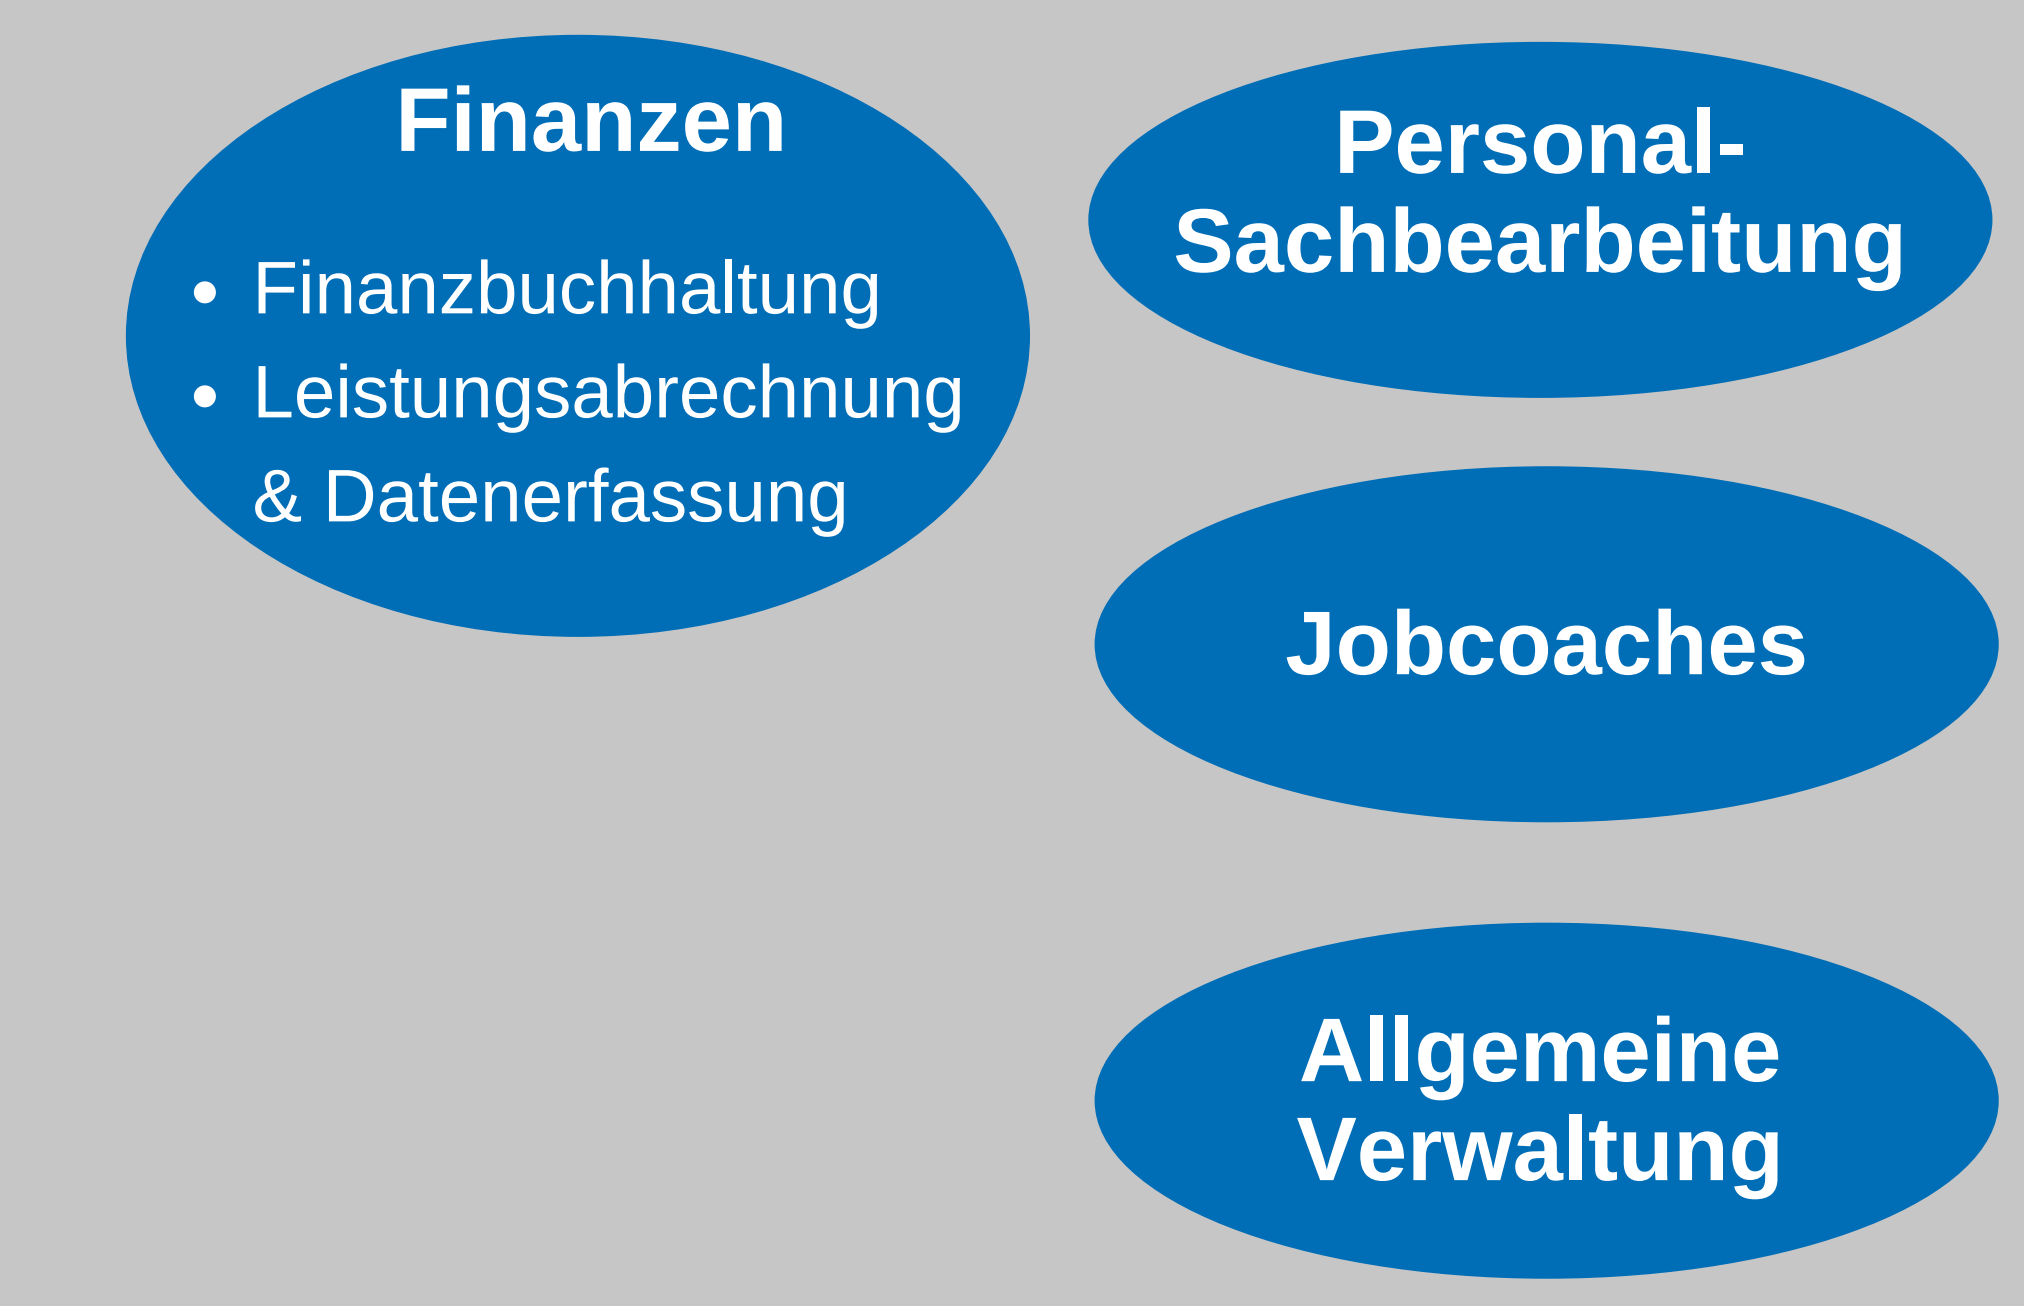 Finanzen
• Finanzbuchhaltung
• Leistungsabrechnung
& Datenerfassung
Personal-
Sachbearbeitung
Jobcoaches
Allgemeine
Verwaltung